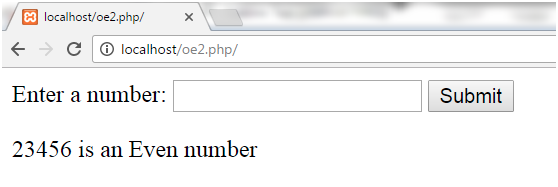 localhost/oe2.php/
localhost/oe2.php/
Enter a number: Submit
23456 is an Even number